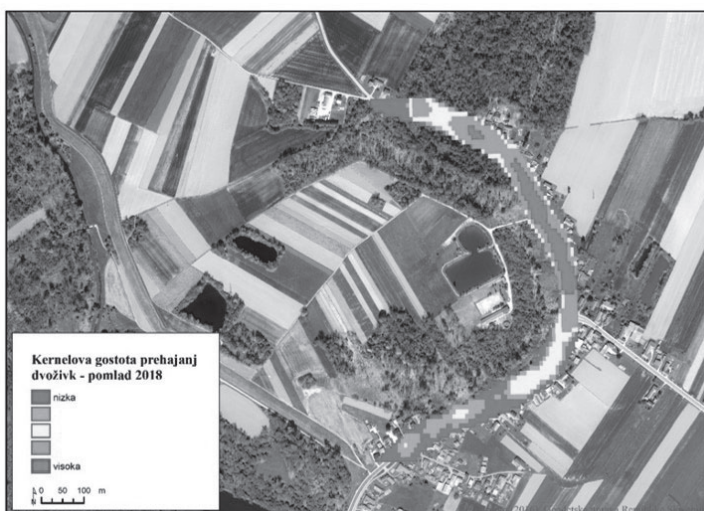 Kernelova gostota prehajanj
dvoživk - pomlad 2018
nizka
visoka
N
0 50 100 m